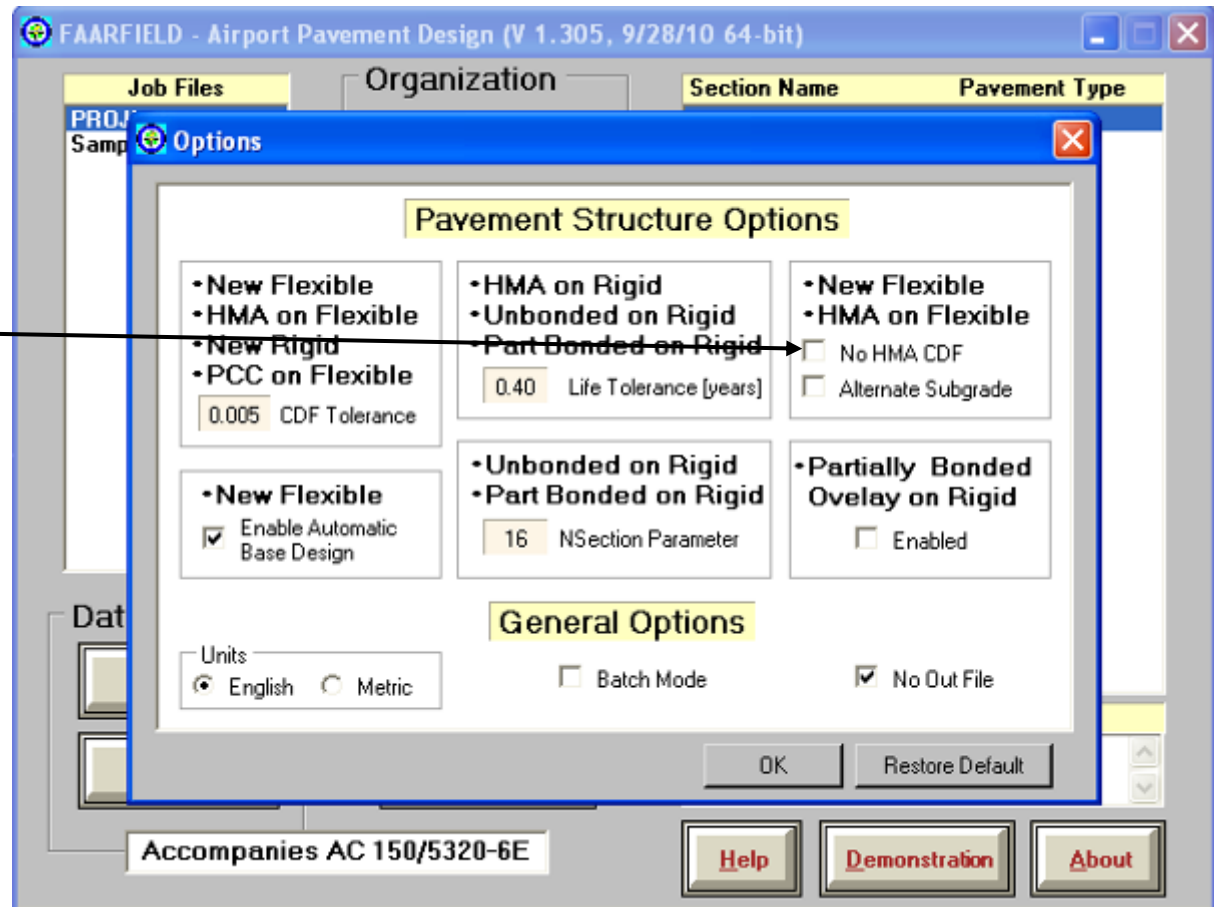 FAARFIELD - Airport Pavement Design (V 1.305, 9/28/10 64-bit)
Job Files
Organization
Section Name Pavement Type
Options
Pavement Structure Options
•New Flexible
•HMA on Flexible
•New Rigid
•PCC on Flexible
0.005 CDF Tolerance
•HMA on Rigid
•Unbonded on Rigid
•Part Bonded on Rigid
0.40 Life Tolerance [years]
•New Flexible
•HMA on Flexible
No HMA CDF
Alternate Subgrade
•New Flexible
Enable Automatic
Base Design
•Unbonded on Rigid
•Part Bonded on Rigid
16 NSection Parameter
•Partially Bonded
Ovelay on Rigid
Enabled
General Options
Units
English Metric
Batch Mode
No Out File
OK
Restore Default
Accompanies AC 150/5320-6E
Help
Demonstration
About